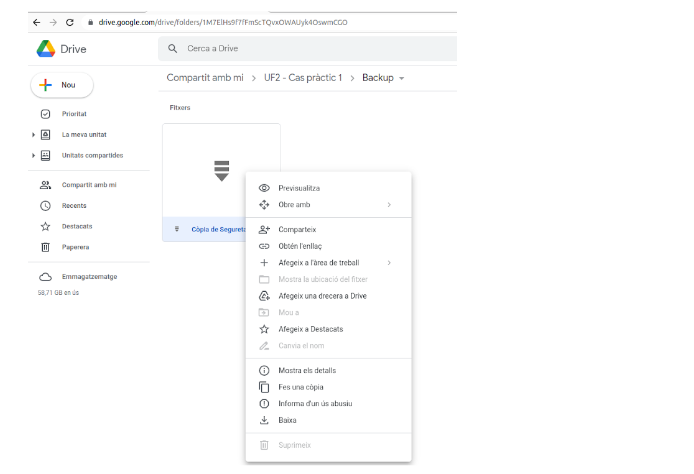 drive.google.com/drive/folders/1M7ElHs9f7fFmScTQvxOWAUyk4OswmCGO
Drive
Cerca a Drive
Nou
Compartit amb mi > UF2 - Cas pràctic 1 > Backup
Prioritat
La meva unitat
Unitats compartides
Compartit amb mi
Recents
Destacats
Paperera
Emmagatzematge
58,71 GB en ús
Fitxers
Còpia de Segureta
Previsualitza
Obre amb
Comparteix
Obtén l'enllaç
Afegeix a l'àrea de treball
Mostra la ubicació del fitxer
Afegeix una drecera a Drive
Mou a
Afegeix a Destacats
Canvia el nom
Mostra els detalls
Fes una còpia
Informa d'un ús abusiu
Baixa
Suprimeix